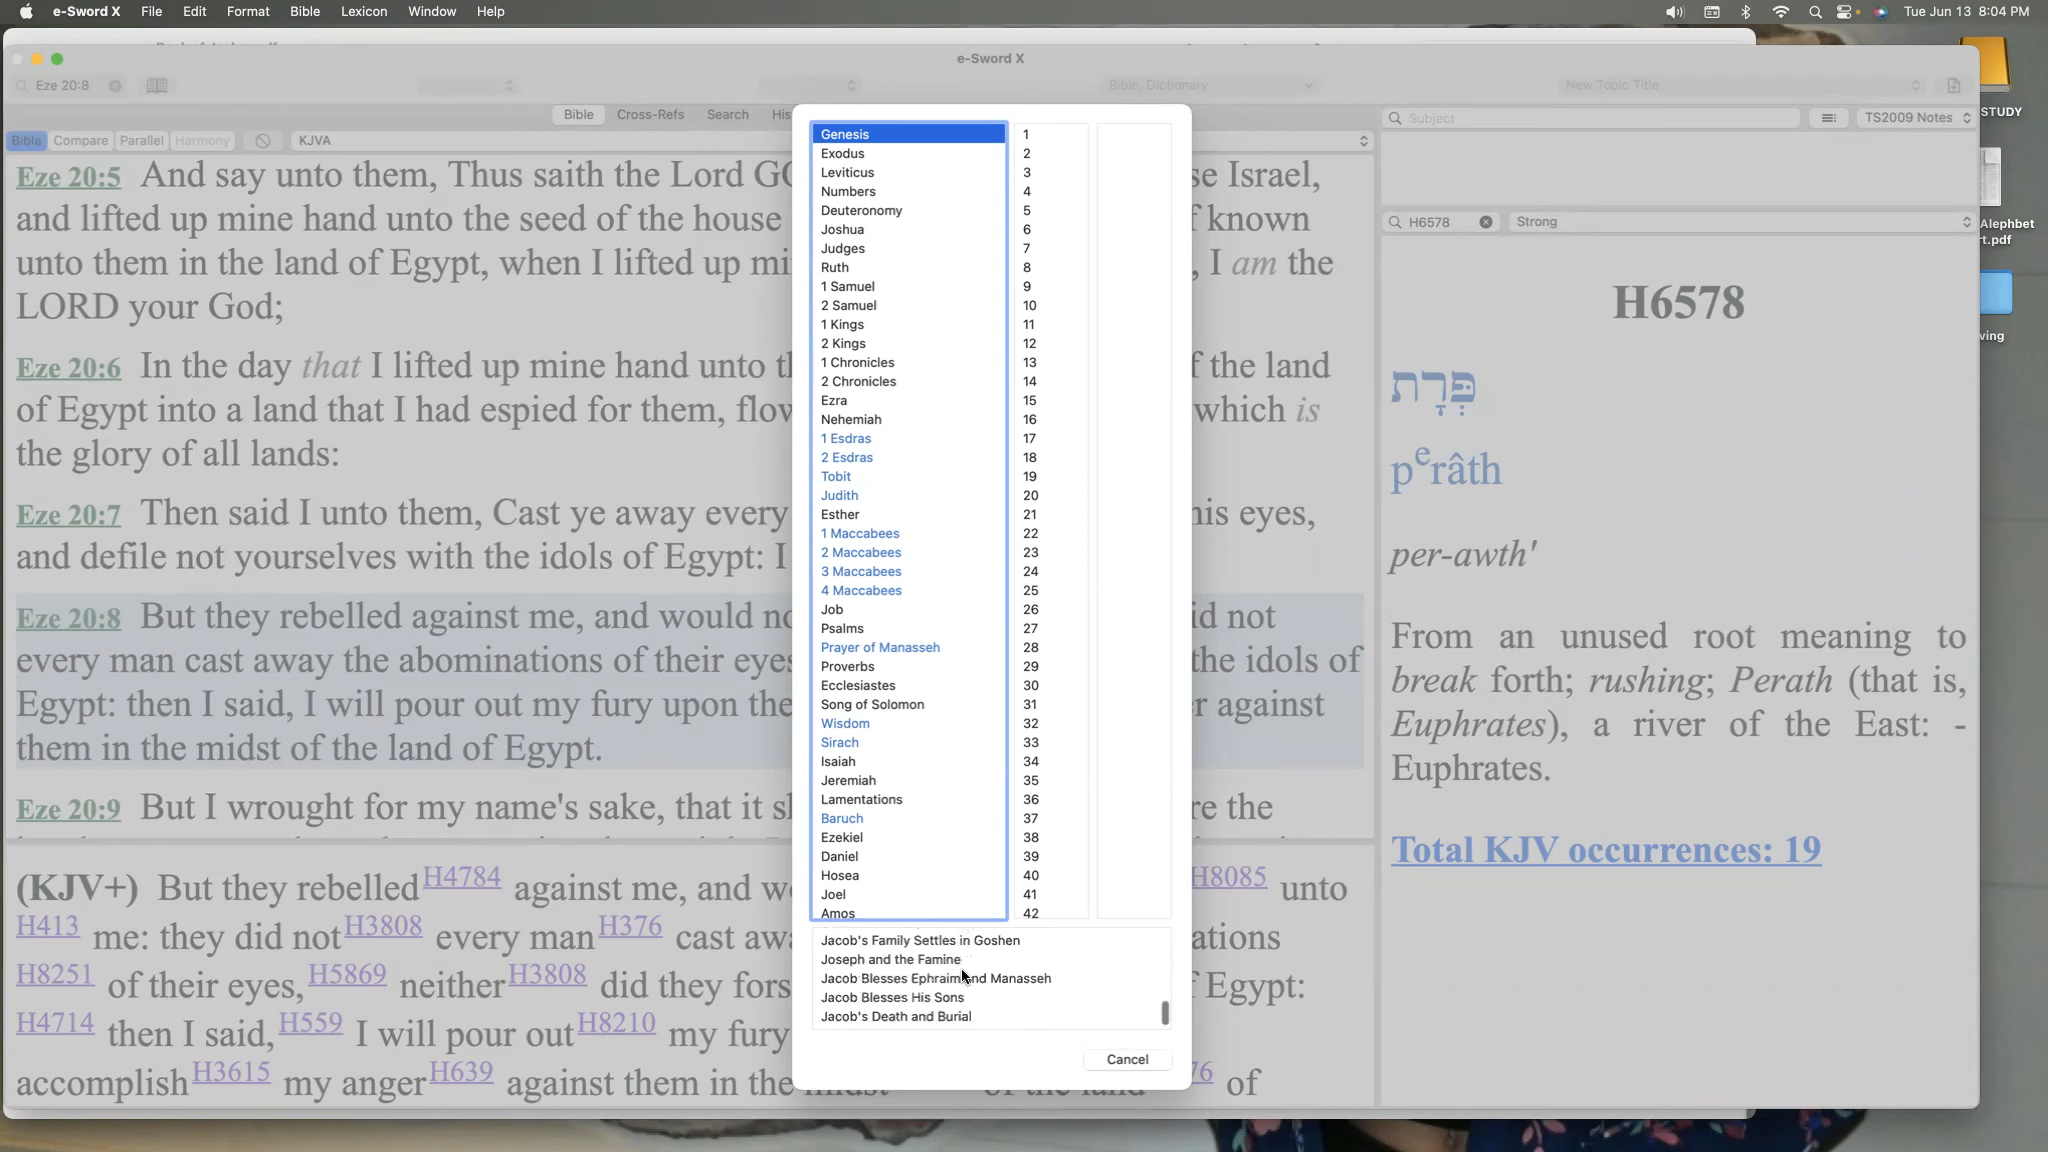 e-Sword X File Edit Format Bible Lexicon Window Help Tue Jun 13 8:04 PM
e-Sword X
Eze 20:8 Bible, Dictionary New Topic Title
Bible Cross-Refs Search His
Bible Compare Parallel Harmony KJVA
Eze 20:5 And say unto them, Thus saith the Lord GO se Israel,
and lifted up mine hand unto the seed of the house f known
unto them in the land of Egypt, when I lifted up mi , I am the
LORD your God;
Eze 20:6 In the day that I lifted up mine hand unto th f the land
of Egypt into a land that I had espied for them, flow which is
the glory of all lands:
Eze 20:7 Then said I unto them, Cast ye away every his eyes,
and defile not yourselves with the idols of Egypt: I
Eze 20:8 But they rebelled against me, and would no id not
every man cast away the abominations of their eyes the idols of
Egypt: then I said, I will pour out my fury upon the r against
them in the midst of the land of Egypt.
Eze 20:9 But I wrought for my name's sake, that it sh re the
(KJV+) But they rebelled H4784 against me, and wo H8085 unto
H413 me: they did not H3808 every man H376 cast awa ations
H8251 of their eyes, H5869 neither H3808 did they fors f Egypt:
H4714 then I said, H559 I will pour out H8210 my fury
accomplish H3615 my anger H639 against them in the midst of the land 76 of
Genesis 1
Exodus 2
Leviticus 3
Numbers 4
Deuteronomy 5
Joshua 6
Judges 7
Ruth 8
1 Samuel 9
2 Samuel 10
1 Kings 11
2 Kings 12
1 Chronicles 13
2 Chronicles 14
Ezra 15
Nehemiah 16
1 Esdras 17
2 Esdras 18
Tobit 19
Judith 20
Esther 21
1 Maccabees 22
2 Maccabees 23
3 Maccabees 24
4 Maccabees 25
Job 26
Psalms 27
Prayer of Manasseh 28
Proverbs 29
Ecclesiastes 30
Song of Solomon 31
Wisdom 32
Sirach 33
Isaiah 34
Jeremiah 35
Lamentations 36
Baruch 37
Ezekiel 38
Daniel 39
Hosea 40
Joel 41
Amos 42
Jacob's Family Settles in Goshen
Joseph and the Famine
Jacob Blesses Ephraim and Manasseh
Jacob Blesses His Sons
Jacob's Death and Burial
Cancel
Subject TS2009 Notes
H6578 Strong
H6578
פְּרָת
perâth
per-awth'
From an unused root meaning to
break forth; rushing; Perath (that is,
Euphrates), a river of the East: -
Euphrates.
Total KJV occurrences: 19
STUDY
Alephbet
t.pdf
ving